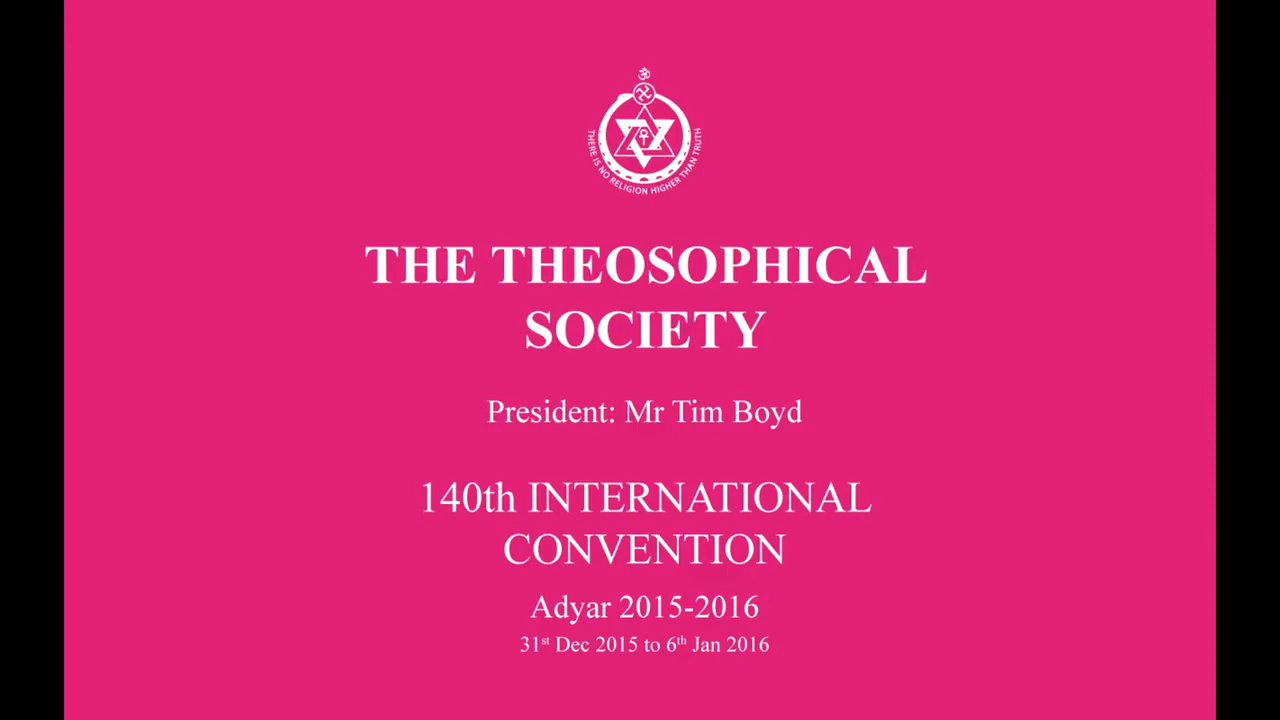 ॐ
THERE IS NO RELIGION HIGHER THAN TRUTH
THE THEOSOPHICAL
SOCIETY
President: Mr Tim Boyd
140th INTERNATIONAL
CONVENTION
Adyar 2015-2016
31st Dec 2015 to 6th Jan 2016